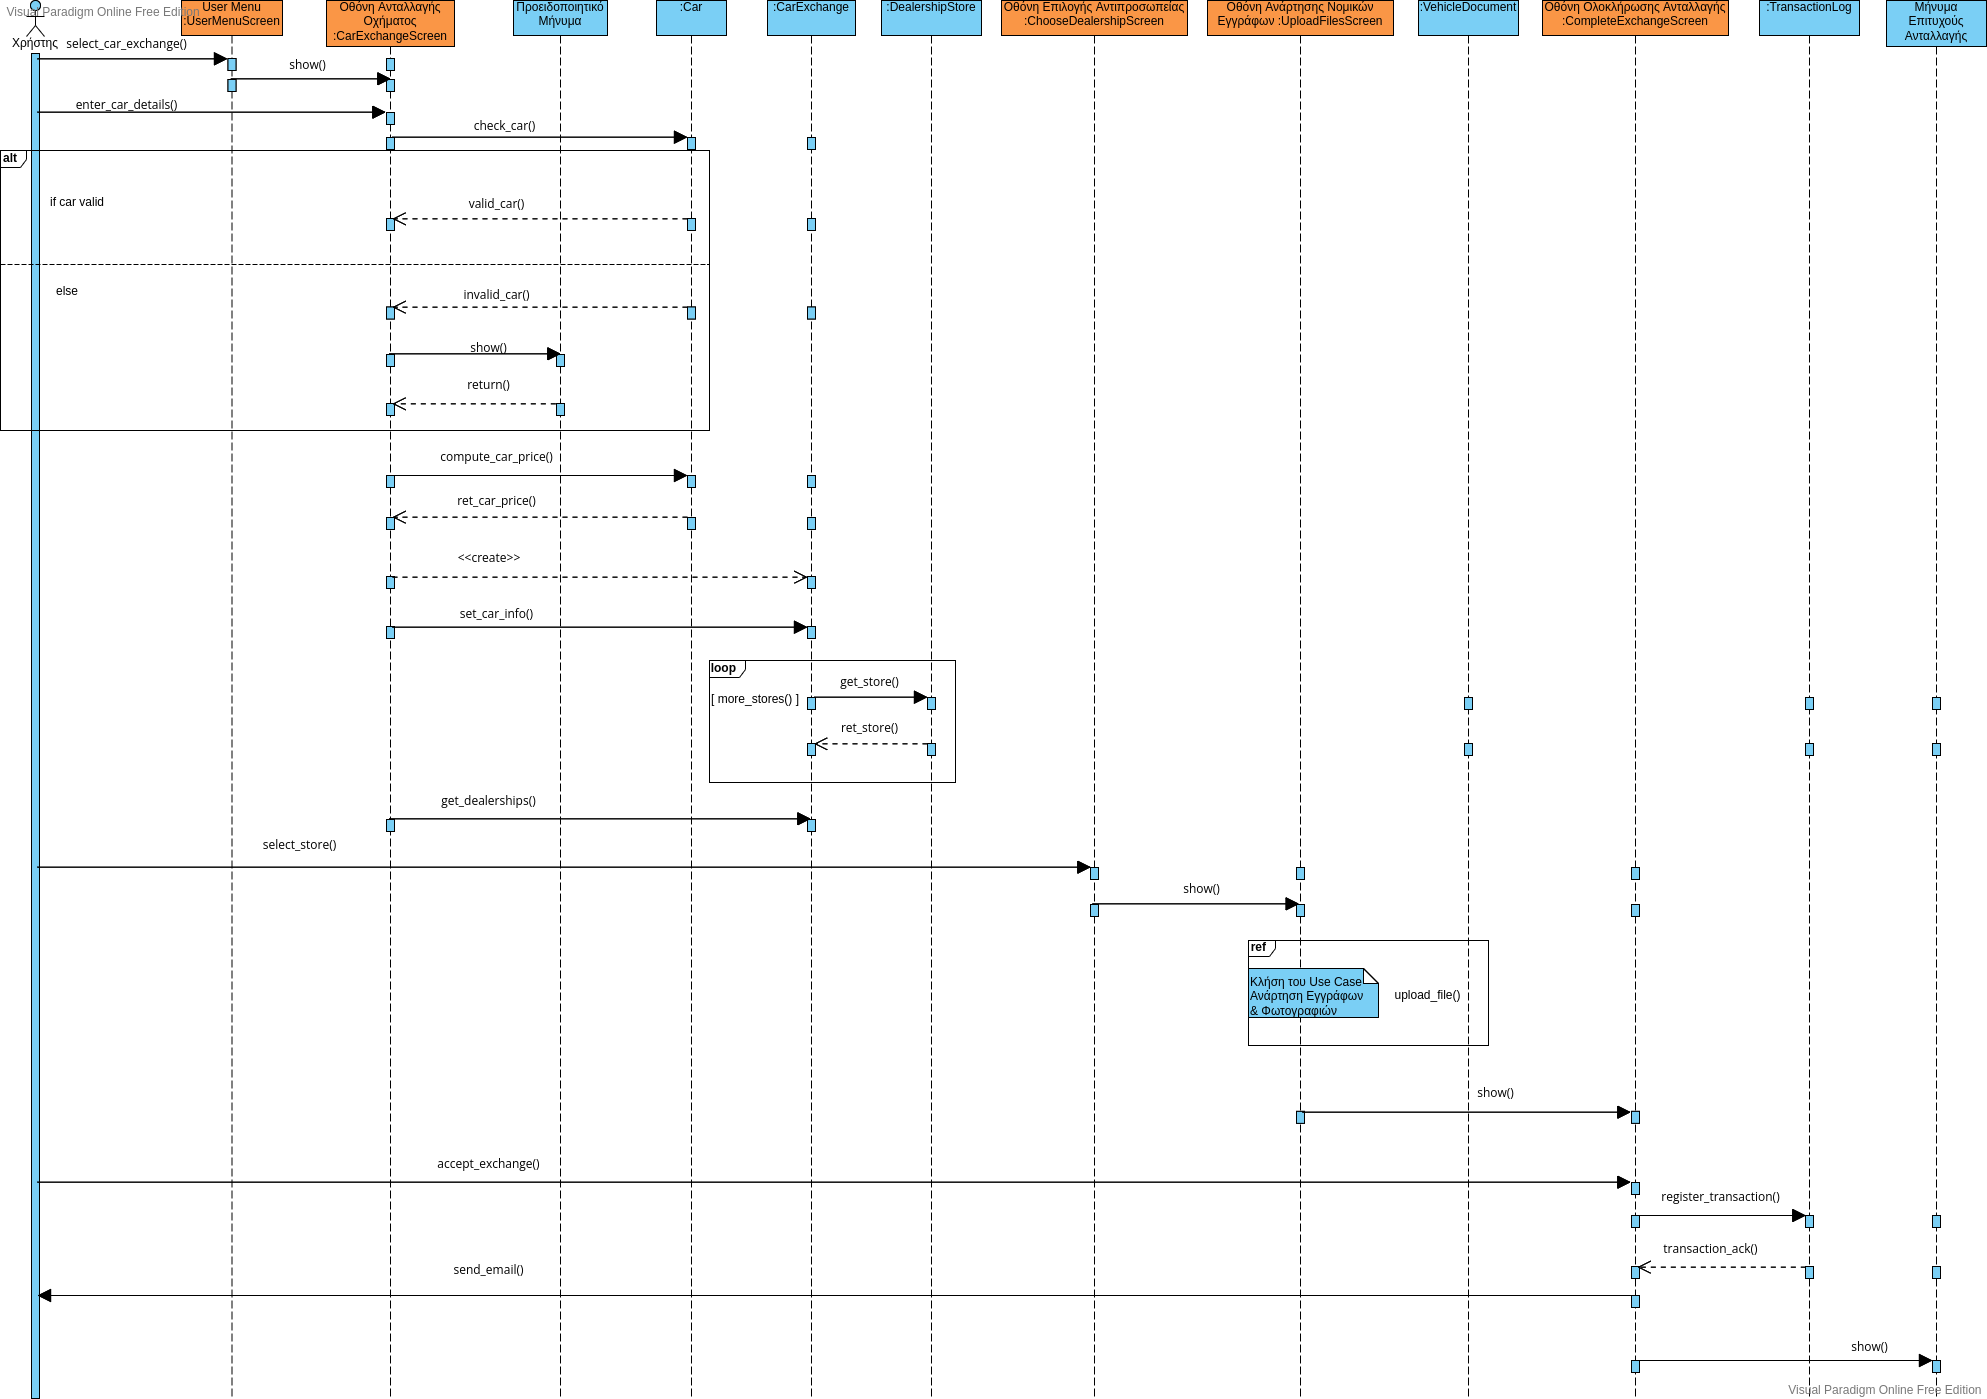 Visual Paradigm Online Free Edition
Χρήστης
User Menu
:UserMenuScreen
Οθόνη Ανταλλαγής
Οχήματος
:CarExchangeScreen
Προειδοποιητικό
Μήνυμα
:Car
:CarExchange
:DealershipStore
Οθόνη Επιλογής Αντιπροσωπείας
:ChooseDealershipScreen
Οθόνη Ανάρτησης Νομικών
Εγγράφων :UploadFilesScreen
:VehicleDocument
Οθόνη Ολοκλήρωσης Ανταλλαγής
:CompleteExchangeScreen
:TransactionLog
Μήνυμα
Επιτυχούς
Ανταλλαγής
select_car_exchange()
show()
enter_car_details()
check_car()
alt
if car valid
valid_car()
else
invalid_car()
show()
return()
compute_car_price()
ret_car_price()
<<create>>
set_car_info()
loop
get_store()
[ more_stores() ]
ret_store()
get_dealerships()
select_store()
show()
ref
Κλήση του Use Case
Ανάρτηση Εγγράφων
& Φωτογραφιών
upload_file()
show()
accept_exchange()
register_transaction()
transaction_ack()
send_email()
show()
Visual Paradigm Online Free Edition